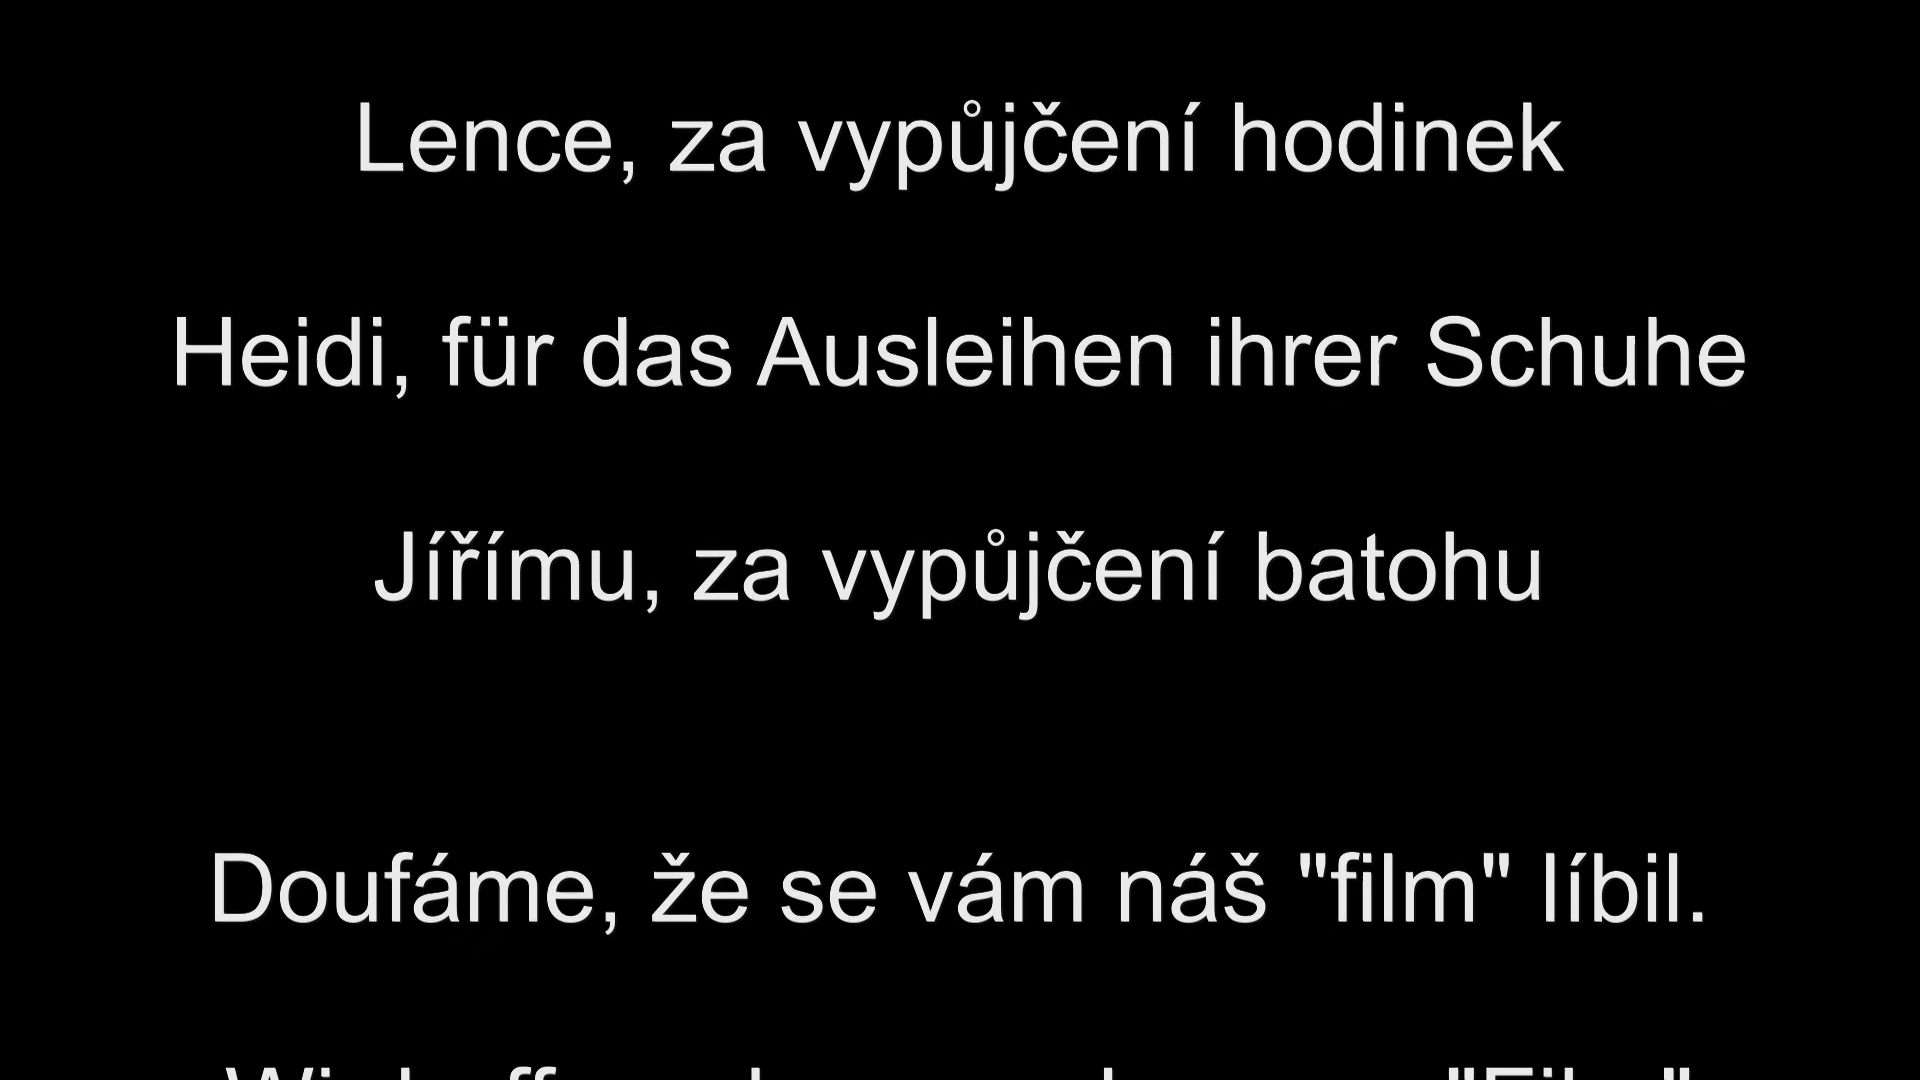 Lence, za vypůjčení hodinek
Heidi, für das Ausleihen ihrer Schuhe
Jířímu, za vypůjčení batohu
Doufáme, že se vám náš "film" líbil.